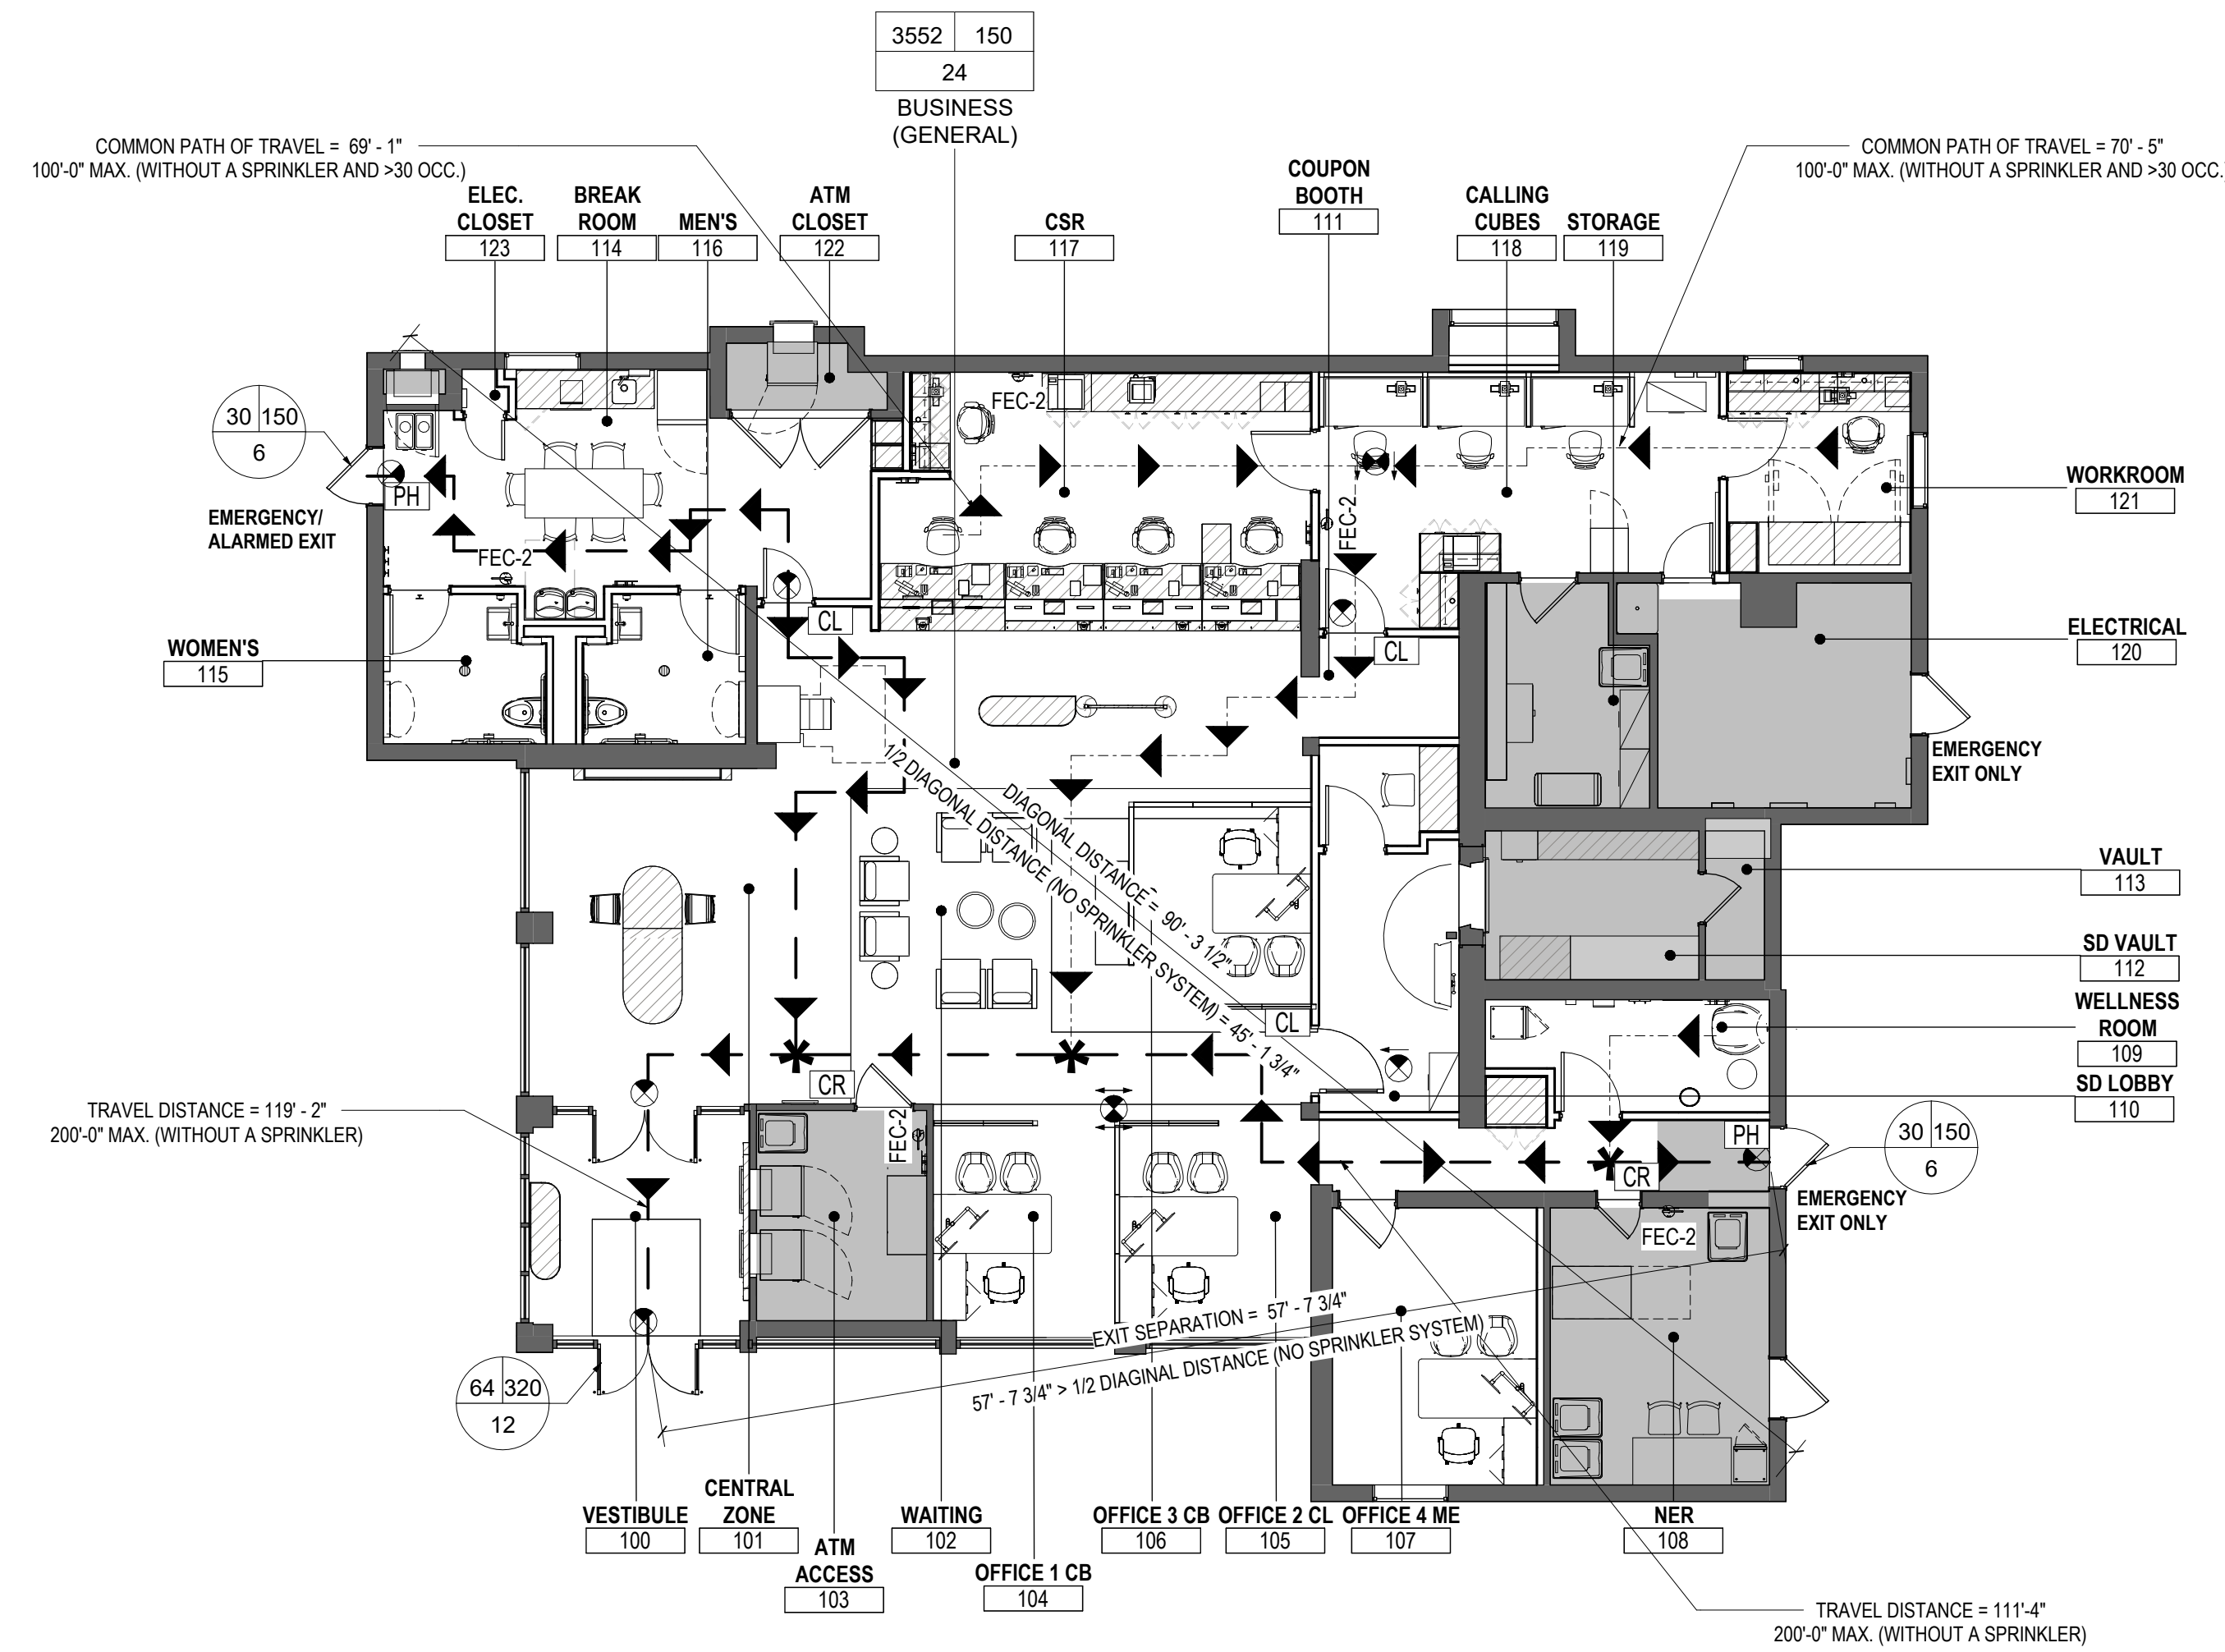 3552 150
24
BUSINESS
(GENERAL)
COMMON PATH OF TRAVEL = 69' - 1"
100'-0" MAX. (WITHOUT A SPRINKLER AND >30 OCC.)
COMMON PATH OF TRAVEL = 70' - 5"
100'-0" MAX. (WITHOUT A SPRINKLER AND >30 OCC.)
ELEC.
CLOSET
123
BREAK
ROOM
114
MEN'S
116
ATM
CLOSET
122
CSR
117
COUPON
BOOTH
111
CALLING
CUBES
118
STORAGE
119
30 150
6
EMERGENCY/
ALARMED EXIT
PH
FEC-2
FEC-2
FEC-2
CL
CL
WORKROOM
121
WOMEN'S
115
ELECTRICAL
120
EMERGENCY
EXIT ONLY
DIAGONAL DISTANCE = 90' - 3 1/2"
1/2 DIAGONAL DISTANCE (NO SPRINKLER SYSTEM) = 45' - 1 3/4"
VAULT
113
SD VAULT
112
WELLNESS
ROOM
109
SD LOBBY
110
CL
CR
FEC-2
TRAVEL DISTANCE = 119' - 2"
200'-0" MAX. (WITHOUT A SPRINKLER)
PH
CR
30 150
6
EMERGENCY
EXIT ONLY
FEC-2
EXIT SEPARATION = 57' - 7 3/4"
57' - 7 3/4" > 1/2 DIAGINAL DISTANCE (NO SPRINKLER SYSTEM)
64 320
12
VESTIBULE
100
CENTRAL
ZONE
101
ATM
ACCESS
103
WAITING
102
OFFICE 1 CB
104
OFFICE 3 CB
106
OFFICE 2 CL
105
OFFICE 4 ME
107
NER
108
TRAVEL DISTANCE = 111'-4"
200'-0" MAX. (WITHOUT A SPRINKLER)